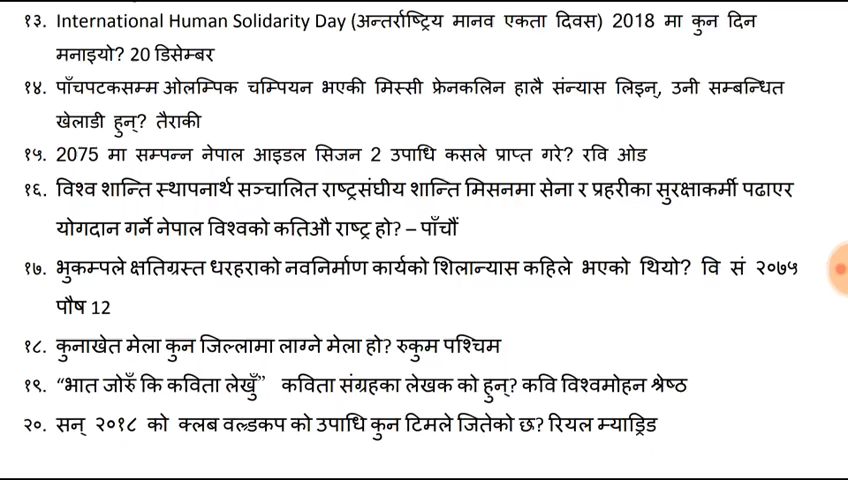 १३. International Human Solidarity Day (अन्तर्राष्ट्रिय मानव एकता दिवस) 2018 मा कुन दिन
मनाइयो? 20 डिसेम्बर
१४. पाँचपटकसम्म ओलम्पिक चम्पियन भएकी मिस्सी फ्रेनकलिन हालै संन्यास लिइन्, उनी सम्बन्धित
खेलाडी हुन्? तैराकी
१५. 2075 मा सम्पन्न नेपाल आइडल सिजन 2 उपाधि कसले प्राप्त गरे? रवि ओड
१६. विश्व शान्ति स्थापनार्थ सञ्चालित राष्ट्रसंघीय शान्ति मिसनमा सेना र प्रहरीका सुरक्षाकर्मी पढाएर
योगदान गर्ने नेपाल विश्वको कतिऔ राष्ट्र हो? – पाँचौं
१७. भुकम्पले क्षतिग्रस्त धरहराको नवनिर्माण कार्यको शिलान्यास कहिले भएको थियो? वि सं २०७५
पौष 12
१८. कुनाखेत मेला कुन जिल्लामा लाग्ने मेला हो? रुकुम पश्चिम
१९. “भात जोरुँ कि कविता लेखुँ” कविता संग्रहका लेखक को हुन्? कवि विश्वमोहन श्रेष्ठ
२०. सन् २०१८ को क्लब वल्डकप को उपाधि कुन टिमले जितेको छ? रियल म्याड्रिड